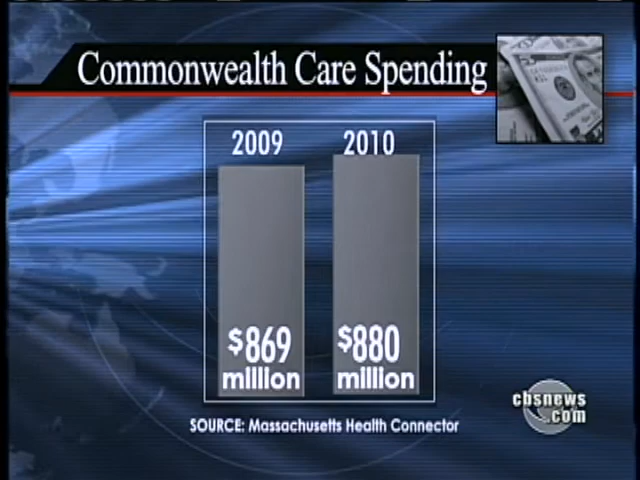 Commonwealth Care Spending
2009
2010
$869
million
$880
million
SOURCE: Massachusetts Health Connector
cbsnews
.com